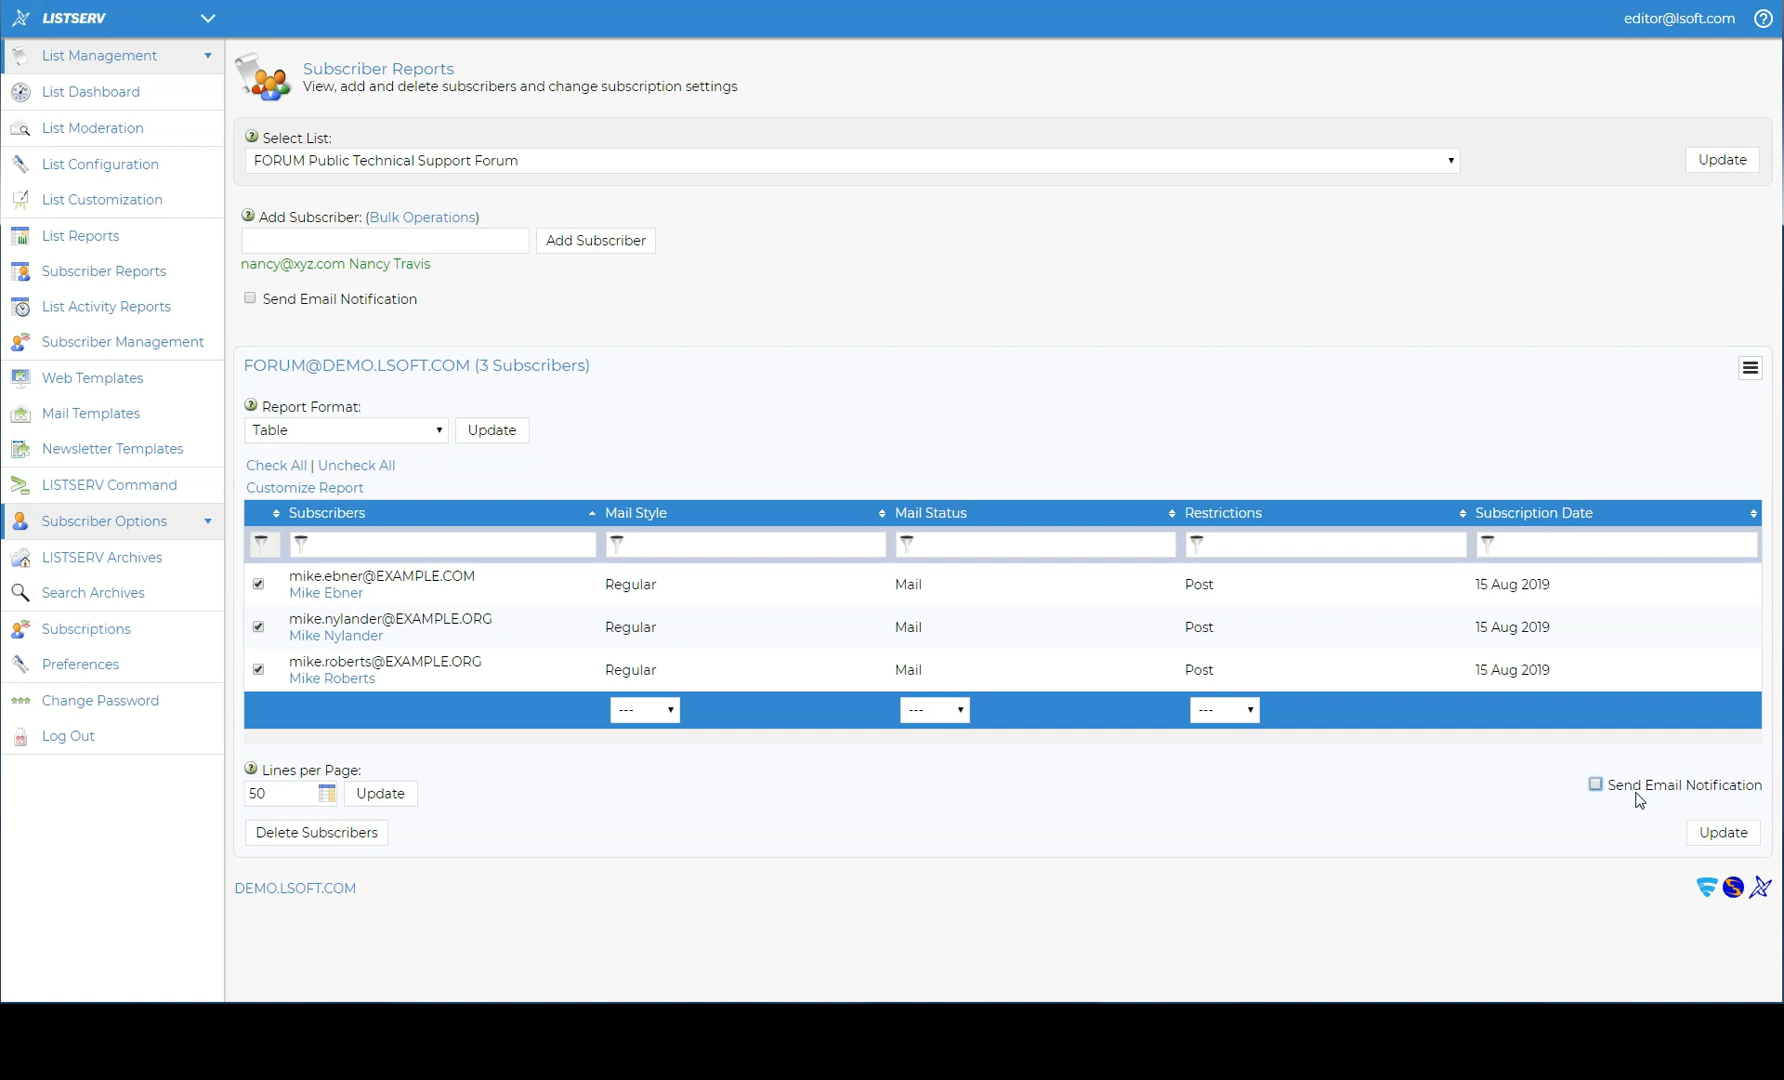 LISTSERV
editor@lsoft.com
List Management
List Dashboard
List Moderation
List Configuration
List Customization
List Reports
Subscriber Reports
List Activity Reports
Subscriber Management
Web Templates
Mail Templates
Newsletter Templates
LISTSERV Command
Subscriber Options
LISTSERV Archives
Search Archives
Subscriptions
Preferences
Change Password
Log Out
Subscriber Reports
View, add and delete subscribers and change subscription settings
Select List:
FORUM Public Technical Support Forum
Update
Add Subscriber: (Bulk Operations)
Add Subscriber
nancy@xyz.com Nancy Travis
Send Email Notification
FORUM@DEMO.LSOFT.COM (3 Subscribers)
Report Format:
Table
Update
Check All | Uncheck All
Customize Report
Subscribers Mail Style Mail Status Restrictions Subscription Date
mike.ebner@EXAMPLE.COM
Mike Ebner
Regular Mail Post 15 Aug 2019
mike.nylander@EXAMPLE.ORG
Mike Nylander
Regular Mail Post 15 Aug 2019
mike.roberts@EXAMPLE.ORG
Mike Roberts
Regular Mail Post 15 Aug 2019
--- --- ---
Lines per Page:
50 Update
Send Email Notification
Delete Subscribers
Update
DEMO.LSOFT.COM